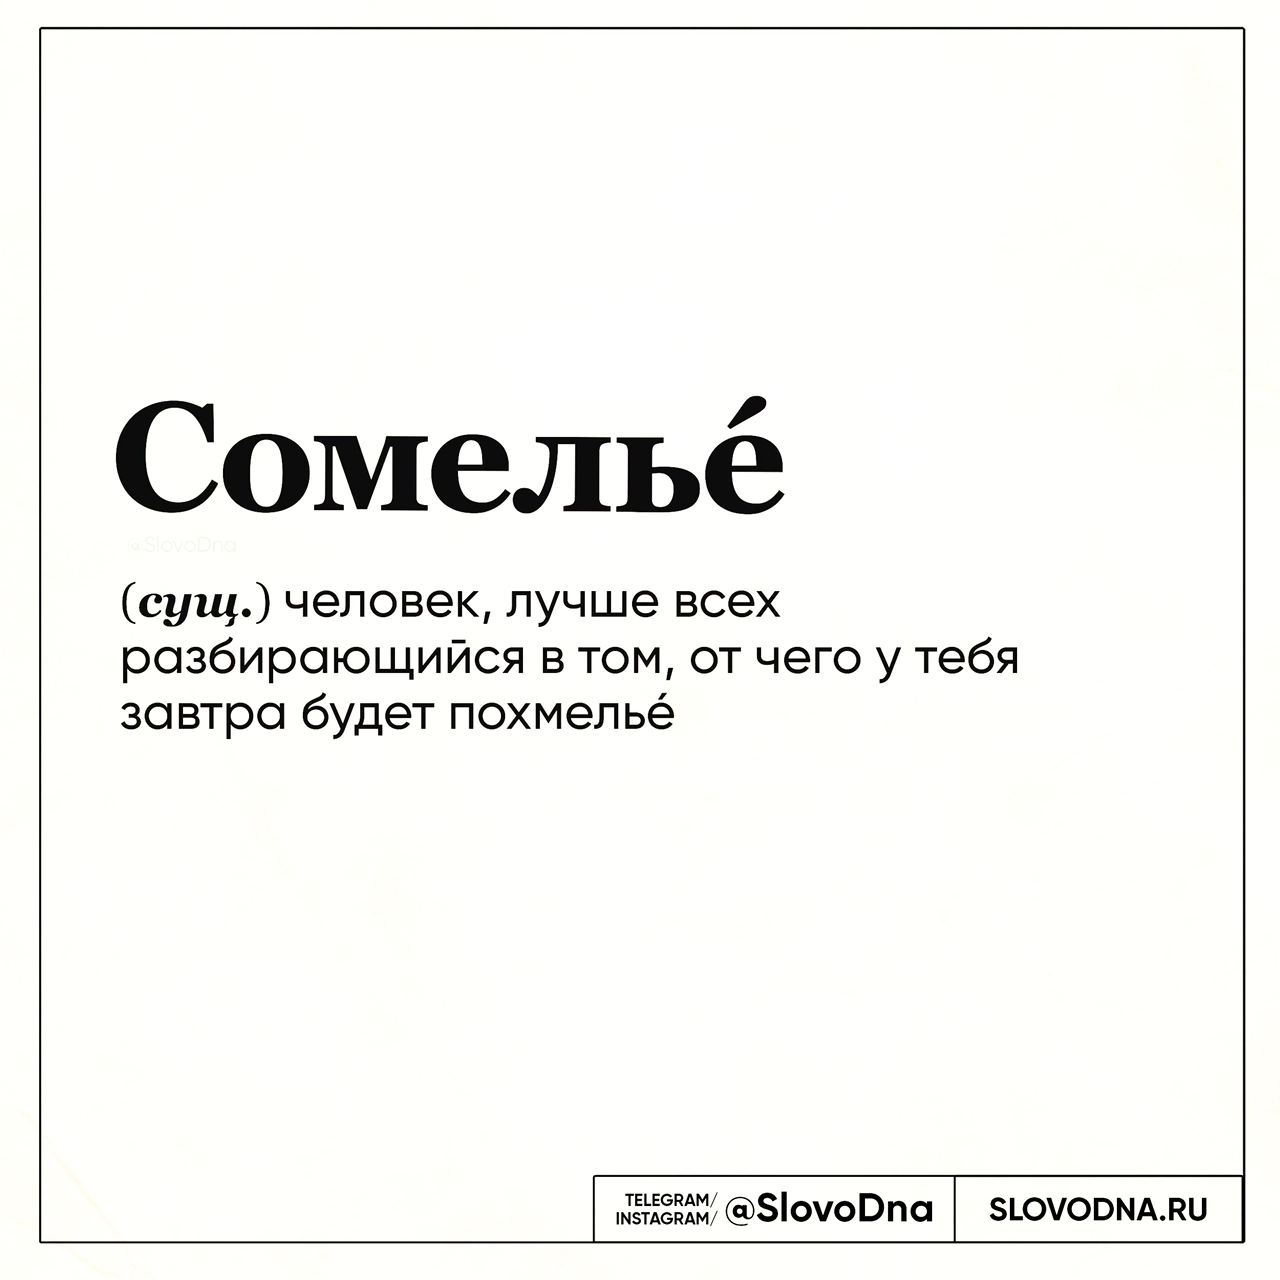 Сомелье́
@SlovoDna
(сущ.) человек, лучше всех
разбирающийся в том, от чего у тебя
завтра будет похмелье́
TELEGRAM/
INSTAGRAM/
@SlovoDna
SLOVODNA.RU